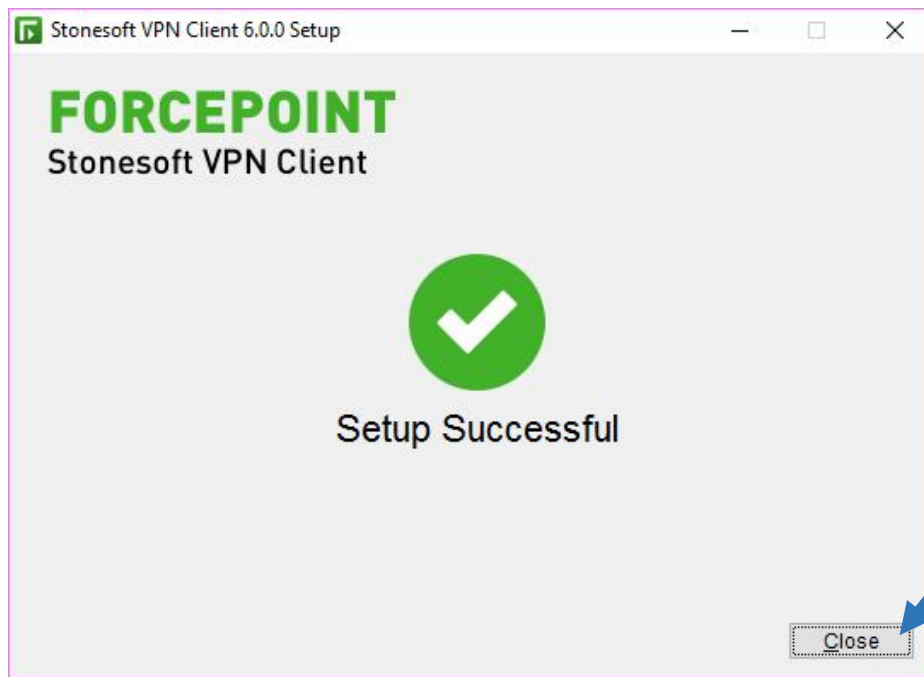 Stonesoft VPN Client 6.0.0 Setup
FORCEPOINT
Stonesoft VPN Client
Setup Successful
Close